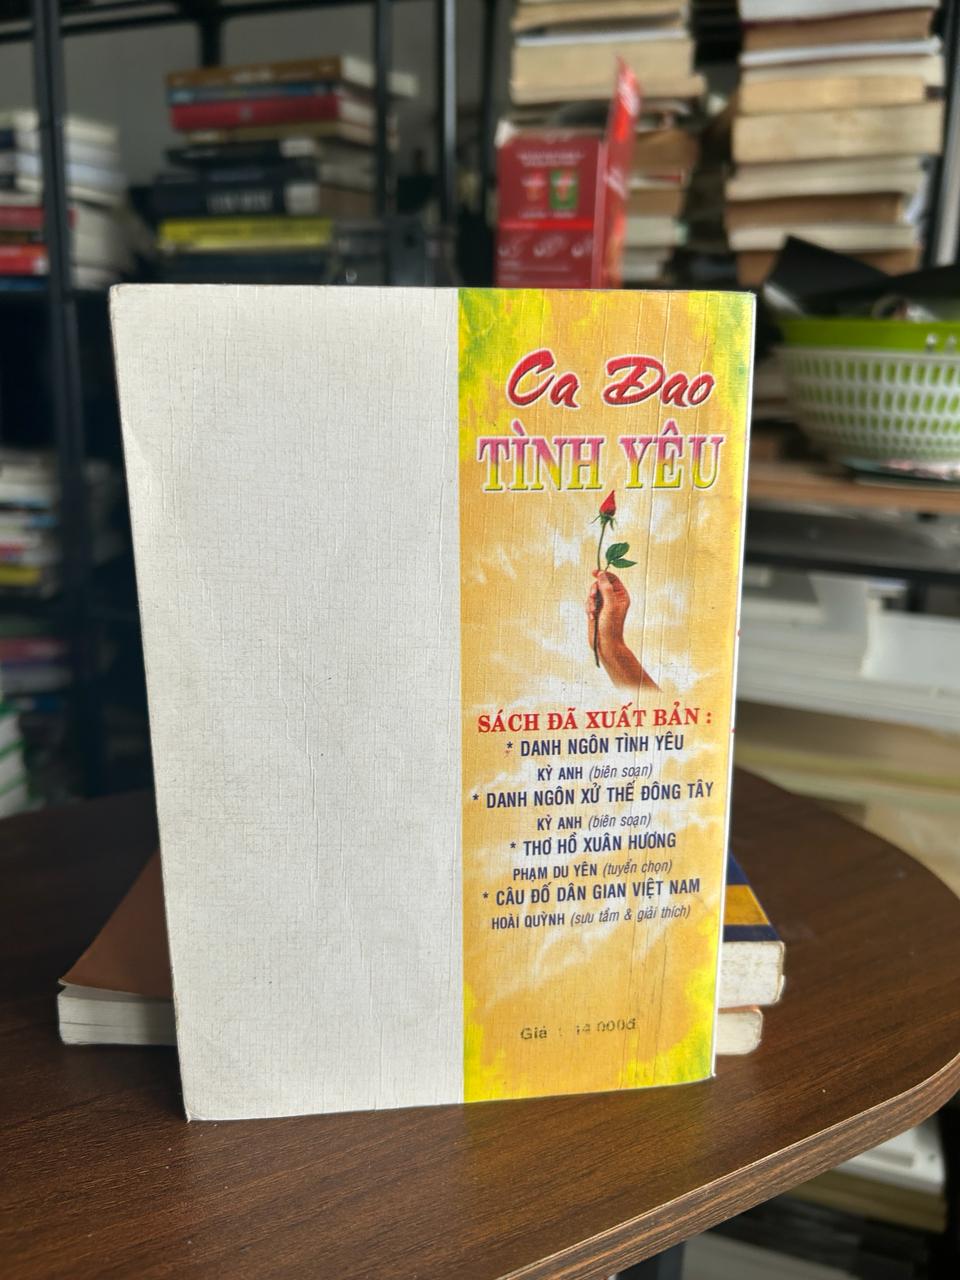 Ca Dao
TÌNH YÊU
SÁCH ĐÃ XUẤT BẢN :
* DANH NGÔN TÌNH YÊU
KỲ ANH (biên soạn)
* DANH NGÔN XỬ THẾ ĐÔNG TÂY
KỲ ANH (biên soạn)
* THƠ HỒ XUÂN HƯƠNG
PHẠM DU YÊN (tuyển chọn)
* CÂU ĐỐ DÂN GIAN VIỆT NAM
HOÀI QUỲNH (sưu tầm & giải thích)
Giá : 14 000đ